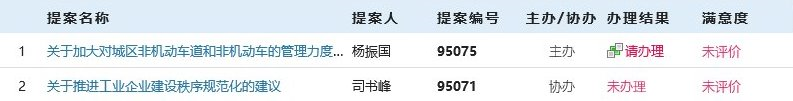 提案名称 提案人 提案编号 主办/协办 办理结果 满意度
1 关于加大对城区非机动车道和非机动车的管理力度... 杨振国 95075 主办 请办理 未评价
2 关于推进工业企业建设秩序规范化的建议 司书峰 95071 协办 未办理 未评价